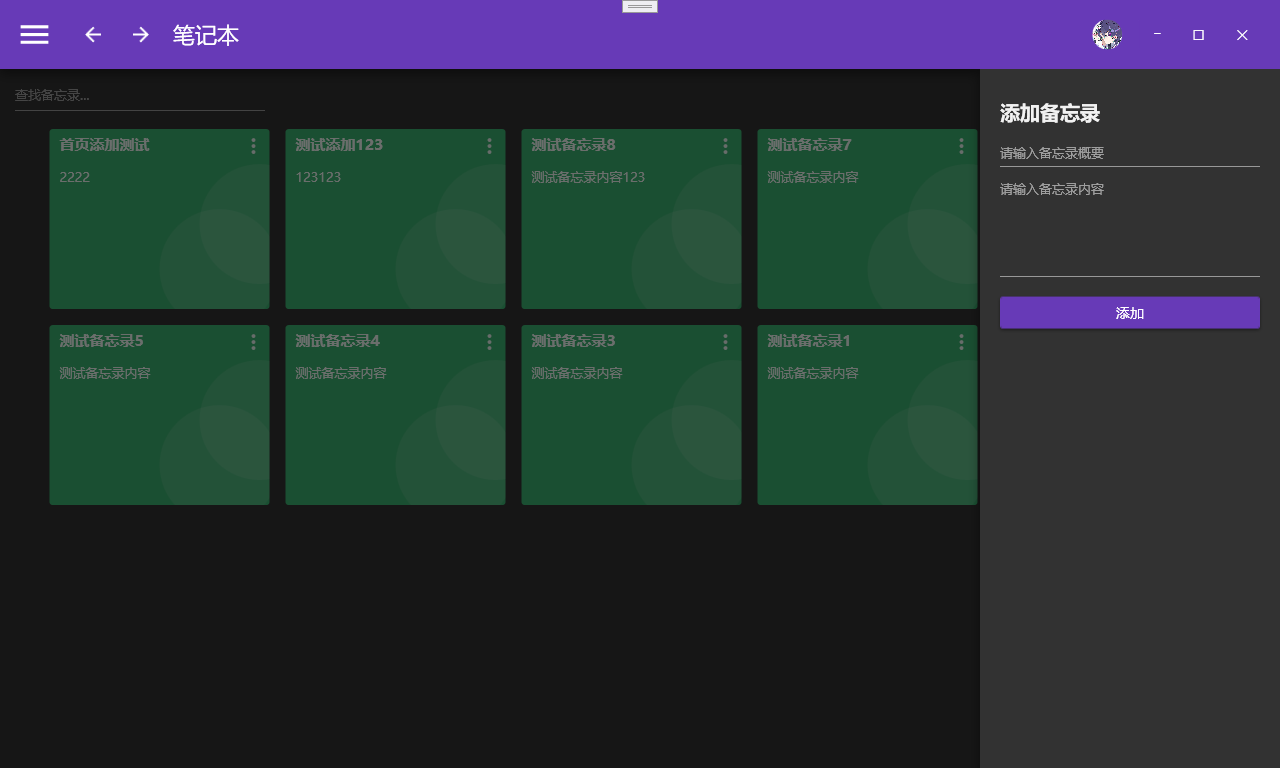 笔记本
查找备忘录...
首页添加测试
2222
测试添加123
123123
测试备忘录8
测试备忘录内容123
测试备忘录7
测试备忘录内容
测试备忘录5
测试备忘录内容
测试备忘录4
测试备忘录内容
测试备忘录3
测试备忘录内容
测试备忘录1
测试备忘录内容
添加备忘录
请输入备忘录概要
请输入备忘录内容
添加